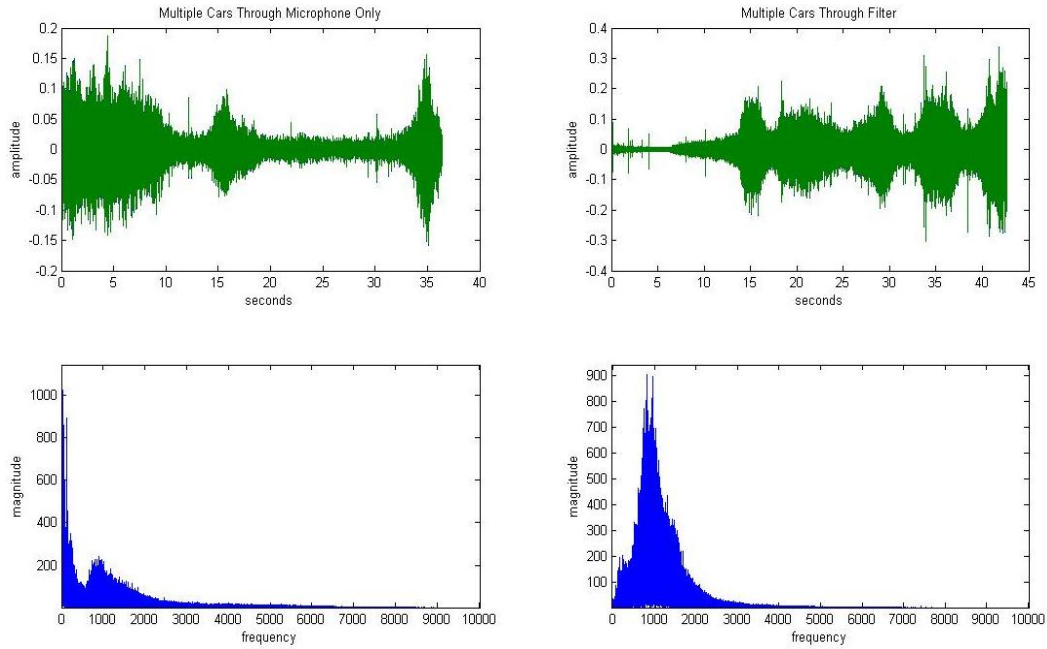 Multiple Cars Through Microphone Only
0.2
0.15
0.1
0.05
0
-0.05
-0.1
-0.15
-0.2
amplitude
0 5 10 15 20 25 30 35 40
seconds
Multiple Cars Through Filter
0.4
0.3
0.2
0.1
0
-0.1
-0.2
-0.3
-0.4
amplitude
0 5 10 15 20 25 30 35 40 45
seconds
1000
800
600
400
200
magnitude
0 1000 2000 3000 4000 5000 6000 7000 8000 9000 10000
frequency
900
800
700
600
500
400
300
200
100
magnitude
0 1000 2000 3000 4000 5000 6000 7000 8000 9000 10000
frequency